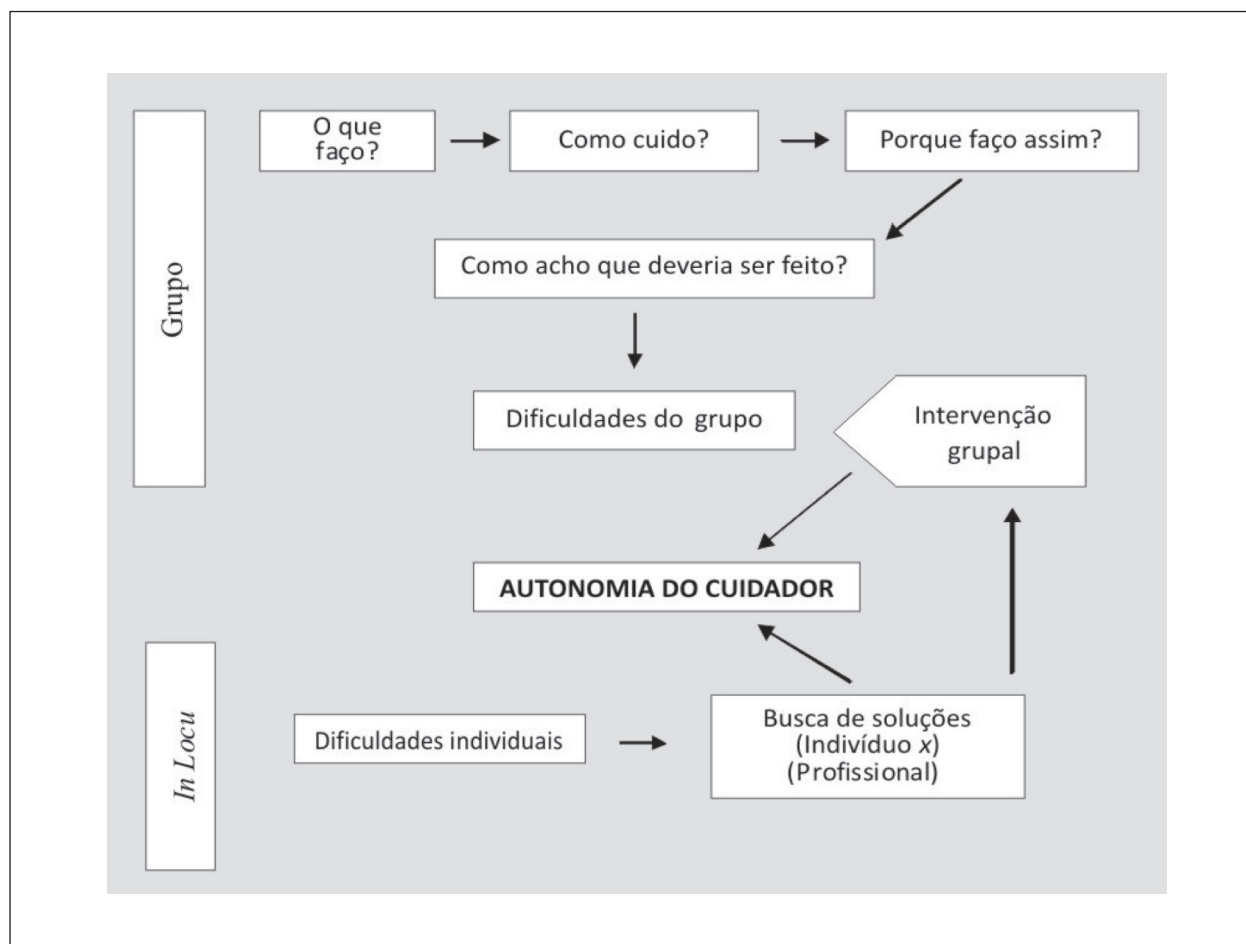 Grupo
O que
faço?
Como cuido?
Porque faço assim?
Como acho que deveria ser feito?
Dificuldades do grupo
Intervenção
grupal
AUTONOMIA DO CUIDADOR
In Locu
Dificuldades individuais
Busca de soluções
(Indivíduo x)
(Profissional)